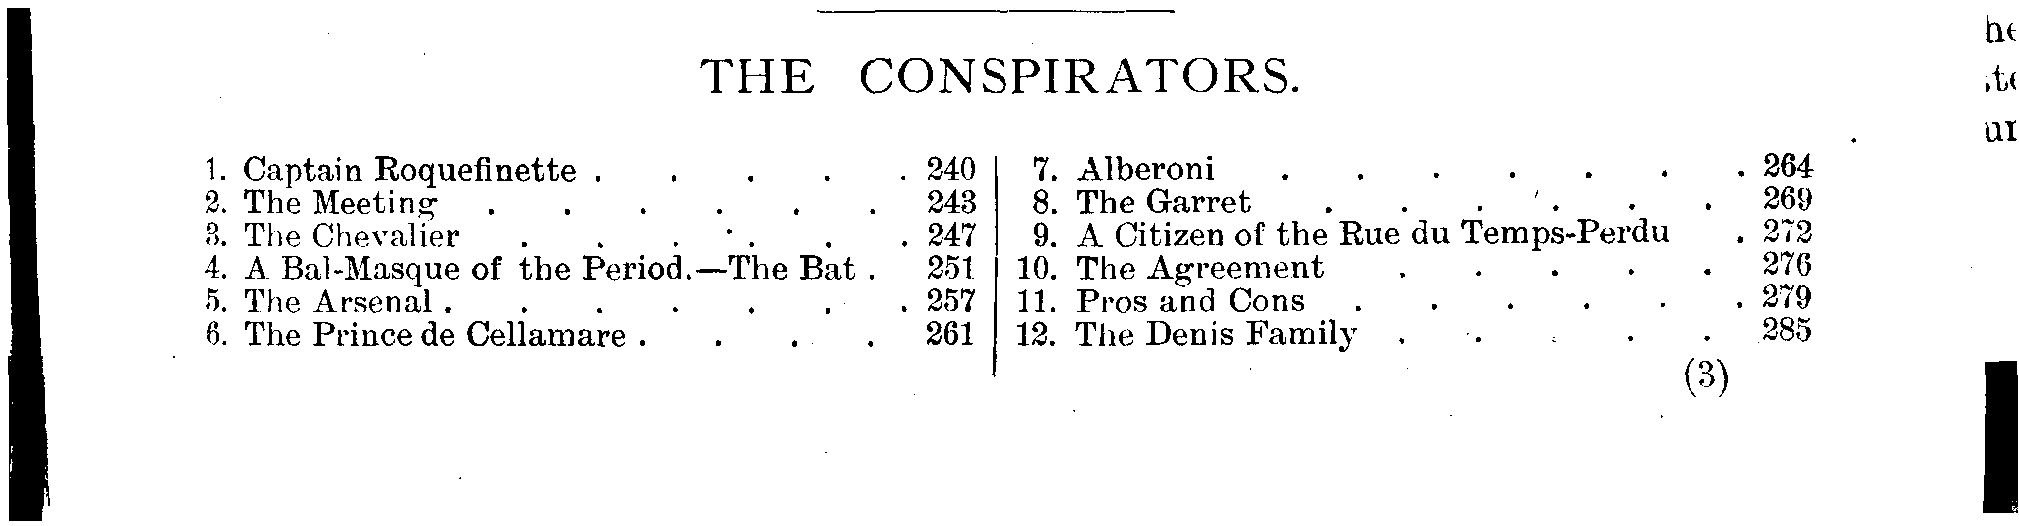 THE CONSPIRATORS.
1. Captain Roquefinette . . . . . 240
2. The Meeting . . . . . . 243
3. The Chevalier . . . . . . 247
4. A Bal-Masque of the Period.—The Bat . 251
5. The Arsenal . . . . . . . 257
6. The Prince de Cellamare . . . . 261
7. Alberoni . . . . . . . 264
8. The Garret . . . . . . 269
9. A Citizen of the Rue du Temps-Perdu . 272
10. The Agreement . . . . . 276
11. Pros and Cons . . . . . . 279
12. The Denis Family . . . . . 285
(3)